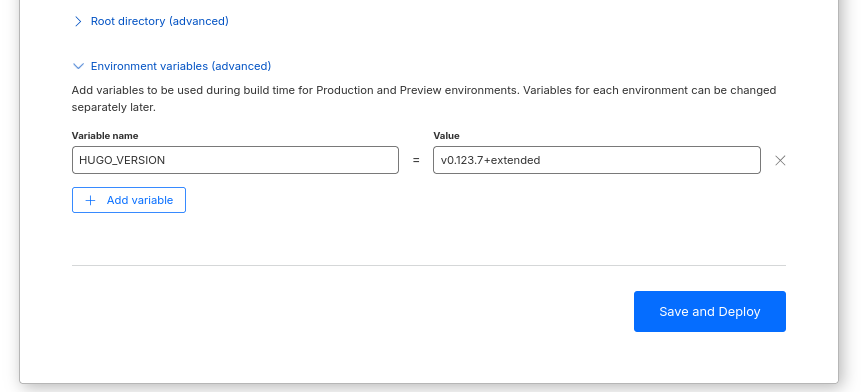 Root directory (advanced)
Environment variables (advanced)
Add variables to be used during build time for Production and Preview environments. Variables for each environment can be changed
separately later.
Variable name
Value
HUGO_VERSION
=
v0.123.7+extended
Add variable
Save and Deploy